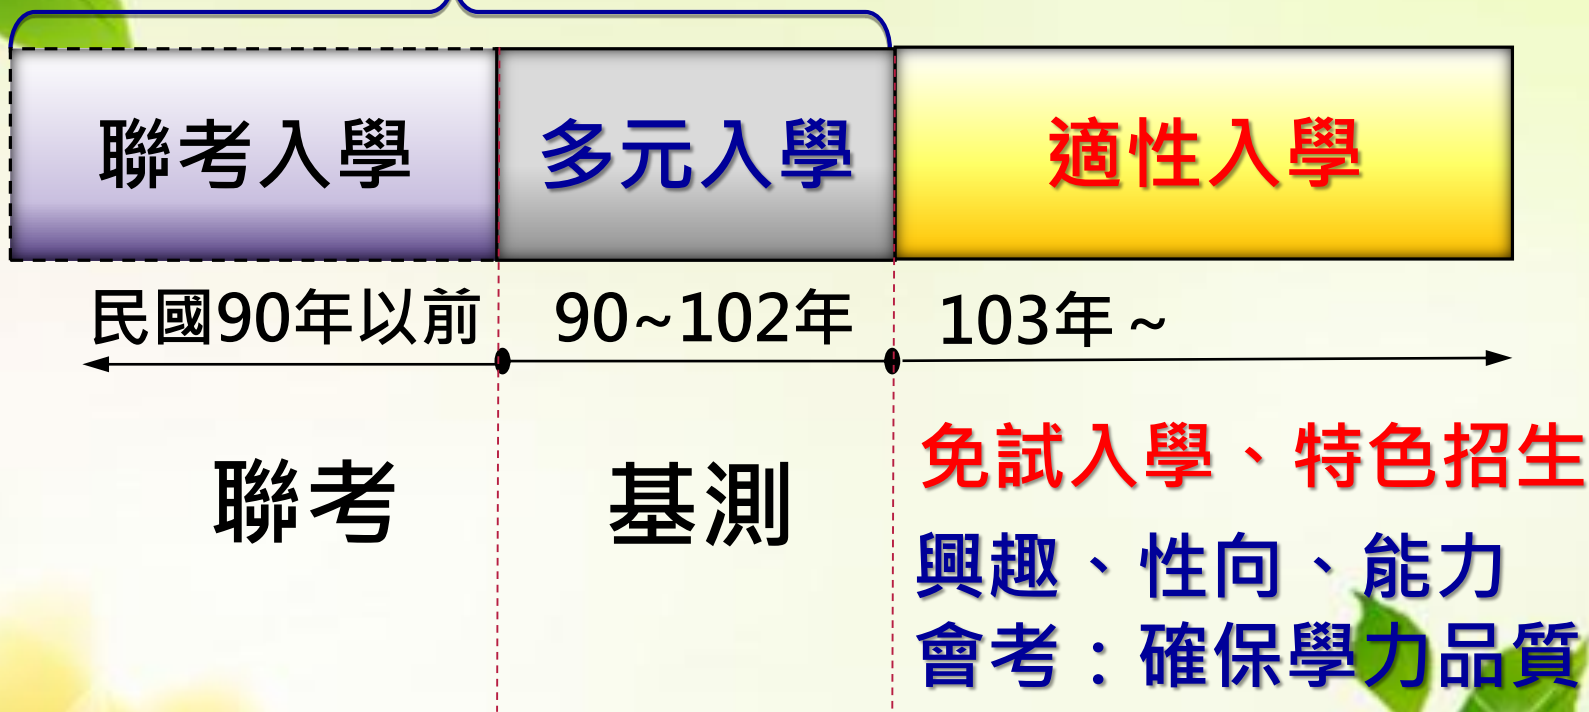 聯考入學 多元入學 適性入學
民國90年以前 90~102年 103年~
聯考 基測 免試入學、特色招生
興趣、性向、能力
會考：確保學力品質